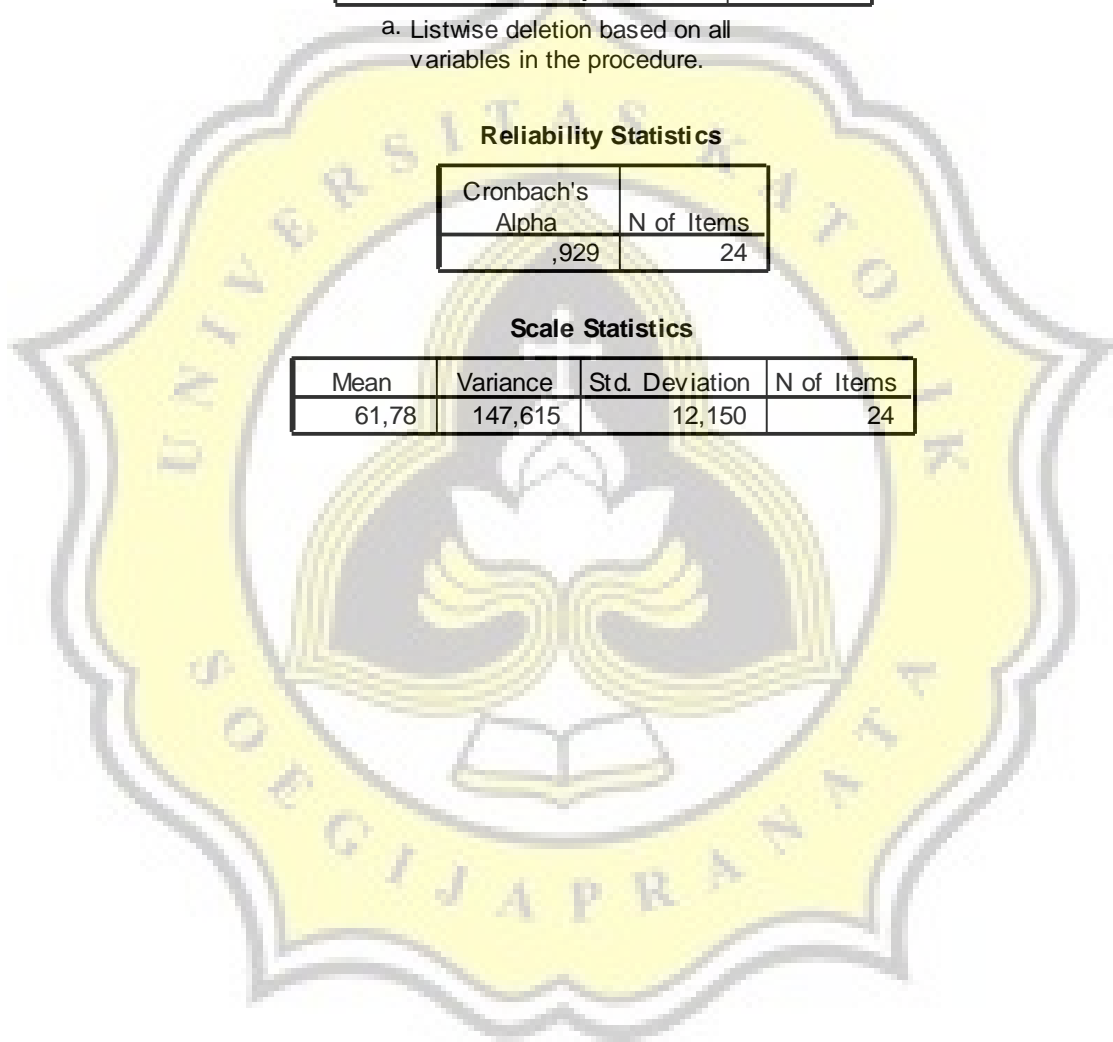 a. Listwise deletion based on all
variables in the procedure.
Reliability Statistics
Cronbach's
Alpha N of Items
,929 24
Scale Statistics
Mean Variance Std. Deviation N of Items
61,78 147,615 12,150 24
UNIVERSITAS KATOLIK
SOEGIJAPRANATA